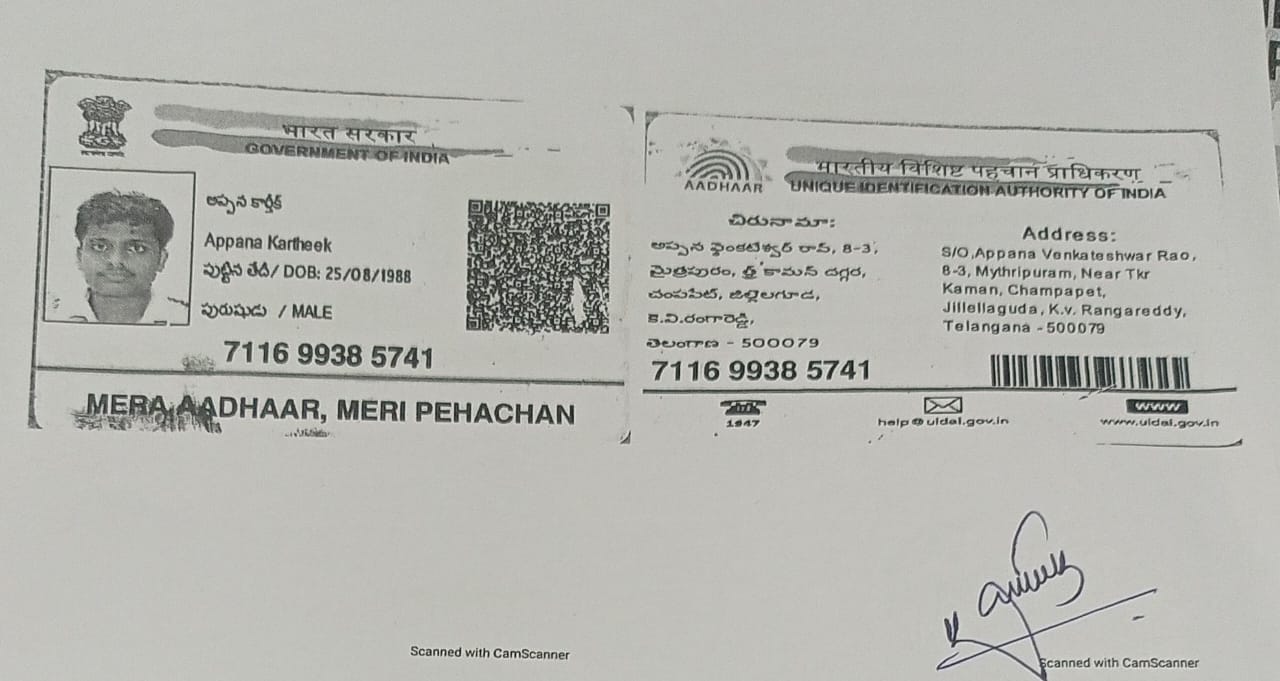 भारत सरकार
GOVERNMENT OF INDIA
అప్పన కార్తీక్
Appana Kartheek
పుట్టిన తేదీ/ DOB: 25/08/1988
పురుషుడు / MALE
7116 9938 5741
MERA AADHAAR, MERI PEHACHAN
AADHAAR
भारतीय विशिष्ट पहचान प्राधिकरण
UNIQUE IDENTIFICATION AUTHORITY OF INDIA
చిరునామా:
అప్పన వైంకటేశ్వర్ రావ్, 8-3,
మైత్రిపురం, కామన్ దగ్గర,
చంపాపేట్, జిల్లెలగూడ,
కె.వి.రంగారెడ్డి,
తెలంగాణ - 500079
Address:
S/O,Appana Venkateshwar Rao,
8-3, Mythripuram, Near Tkr
Kaman, Champapet,
Jillellaguda, K.v. Rangareddy,
Telangana - 500079
7116 9938 5741
1947
help@uidai.gov.in
www
www.uidai.gov.in
Scanned with CamScanner
Scanned with CamScanner